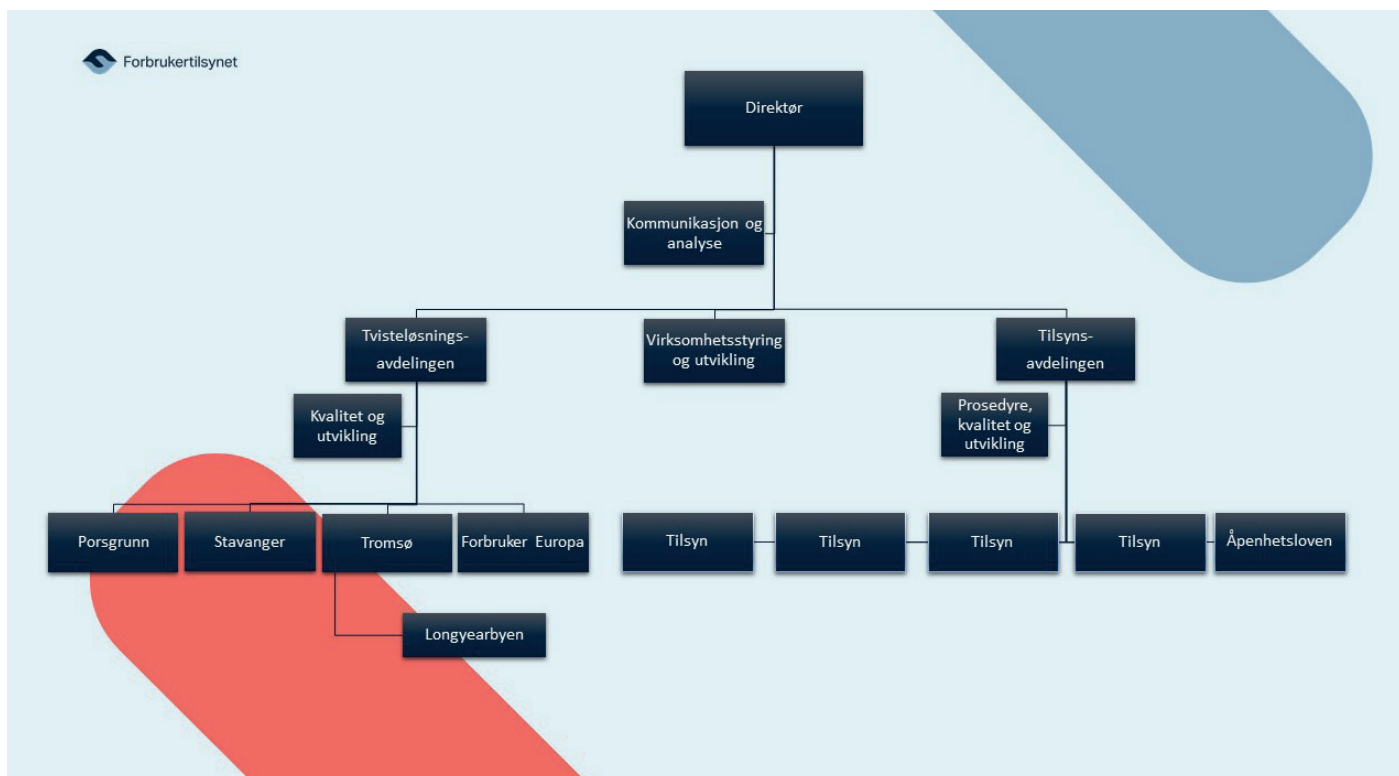 Forbrukertilsynet
Direktør
Kommunikasjon og
analyse
Tvisteløsnings-
avdelingen
Virksomhetsstyring
og utvikling
Tilsyns-
avdelingen
Kvalitet og
utvikling
Prosedyre,
kvalitet og
utvikling
Porsgrunn
Stavanger
Tromsø
Forbruker Europa
Tilsyn
Tilsyn
Tilsyn
Tilsyn
Åpenhetsloven
Longyearbyen